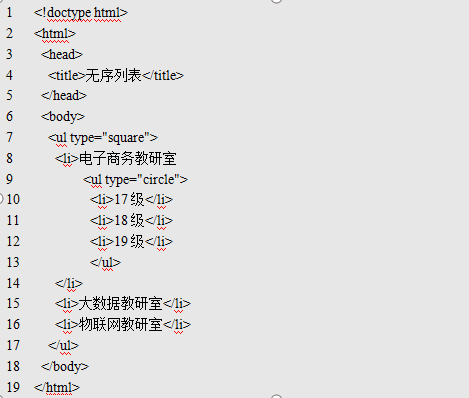 1 <!doctype html>
2 <html>
3 <head>
4 <title>无序列表</title>
5 </head>
6 <body>
7 <ul type="square">
8 <li>电子商务教研室
9 <ul type="circle">
10 <li>17 级</li>
11 <li>18 级</li>
12 <li>19 级</li>
13 </ul>
14 </li>
15 <li>大数据教研室</li>
16 <li>物联网教研室</li>
17 </ul>
18 </body>
19 </html>